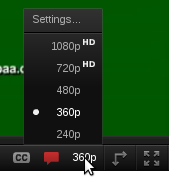 Settings...
1080p HD
720p HD
480p
360p
240p
CC 360p